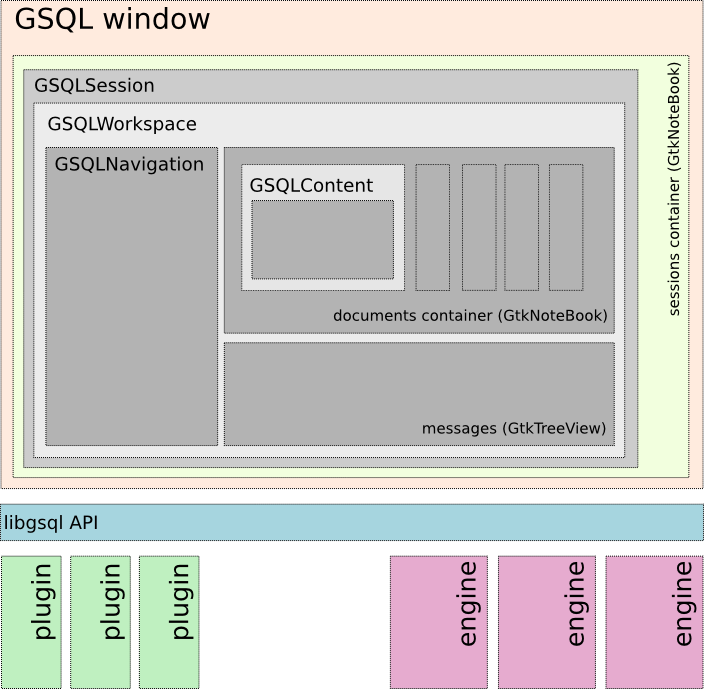 GSQL window
sessions container (GtkNoteBook)
GSQLSession
GSQLWorkspace
GSQLNavigation
GSQLContent
documents container (GtkNoteBook)
messages (GtkTreeView)
libgsql API
plugin
plugin
plugin
engine
engine
engine